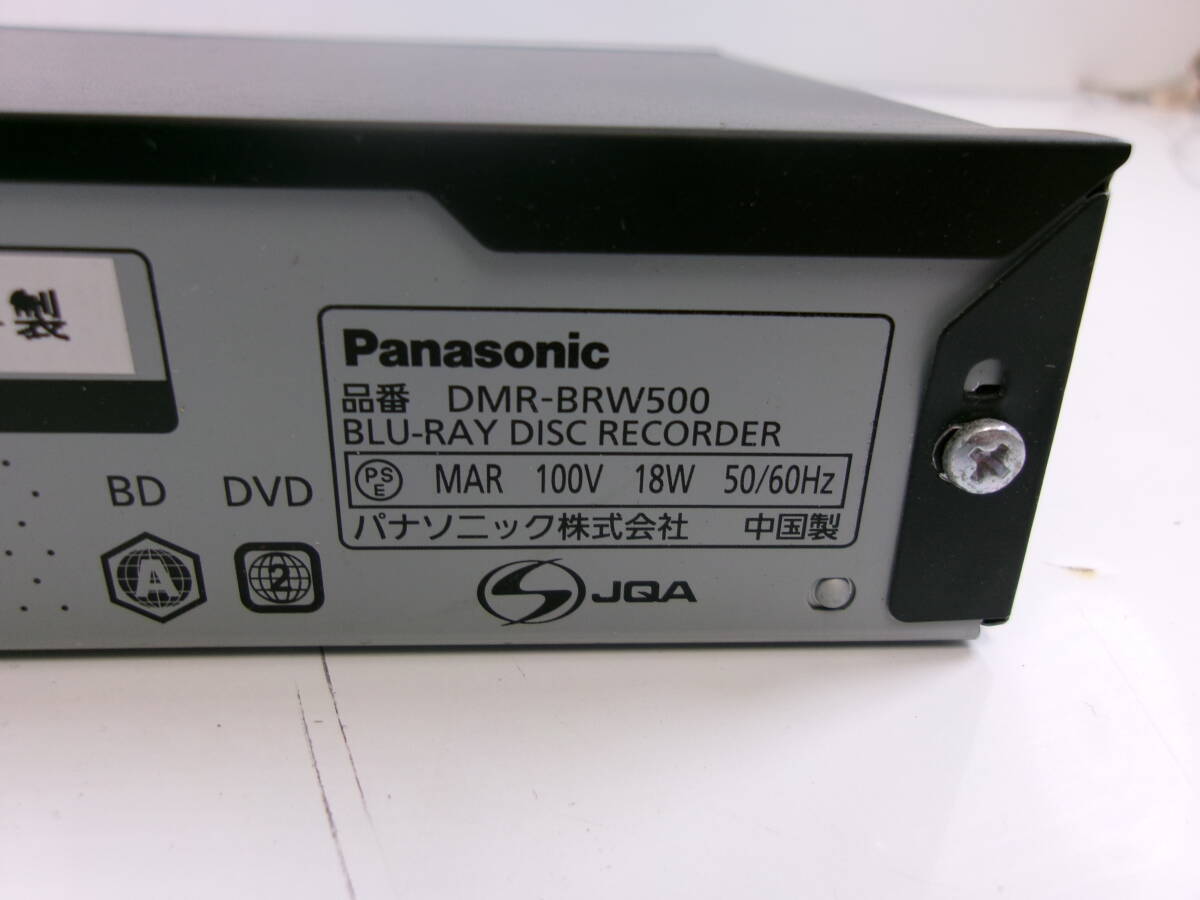 製
Panasonic
品番 DMR-BRW500
BLU-RAY DISC RECORDER
PS E MAR 100V 18W 50/60Hz
パナソニック株式会社 中国製
BD DVD
A 2
S JQA